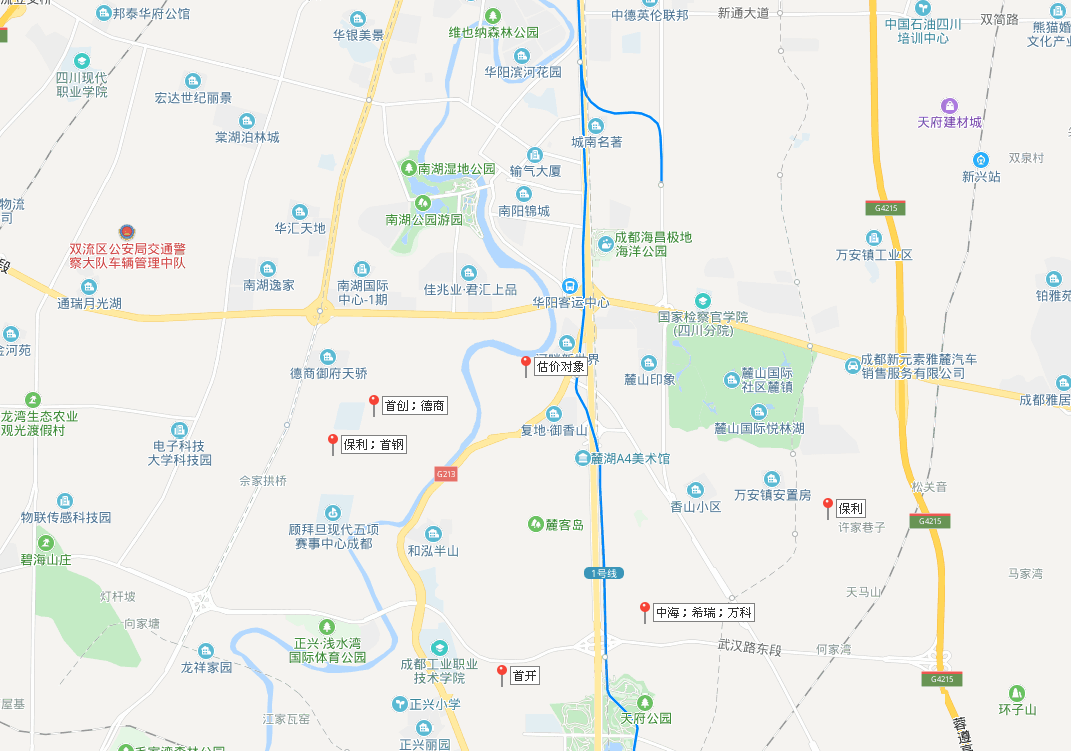 邦泰华府公馆
华银美景
维也纳森林公园
中德英伦联邦
新通大道
中国石油四川
培训中心
双简路
熊猫婚
文化产业
四川现代
职业学院
宏达世纪丽景
华阳滨河花园
棠湖泊林城
城南名著
天府建材城
南湖湿地公园
输气大厦
新兴站
双泉村
物流
司
南湖公园游园
南阳锦城
G4215
华汇天地
双流区公安局交通警
察大队车辆管理中队
成都海昌极地
海洋公园
万安镇工业区
段
通瑞月光湖
南湖逸家
南湖国际
中心-1期
佳兆业·君汇上品
华阳客运中心
国家检察官学院
(四川分院)
铂雅苑
金河苑
德商御府天骄
估价对象
麓山印象
麓山国际
社区麓镇
成都新元素雅麓汽车
销售服务有限公司
首创；德商
成都雅居
龙湾生态农业
观光渡假村
复地·御香山
麓山国际悦林湖
电子科技
大学科技园
保利；首钢
G213
麓湖A4美术馆
佘家拱桥
万安镇安置房
松关音
香山小区
保利
物联传感科技园
顾拜旦现代五项
赛事中心成都
麓客岛
许家巷子
G4215
碧海山庄
和泓半山
1号线
马家湾
灯杆坡
天马山
向家塘
中海；希瑞；万科
正兴·浅水湾
国际体育公园
武汉路东段
何家湾
龙祥家园
成都工业职业
技术学院
首开
G4215
屋基
正兴小学
天府公园
环子山
江家瓦窑
正兴丽园
蓉遵高